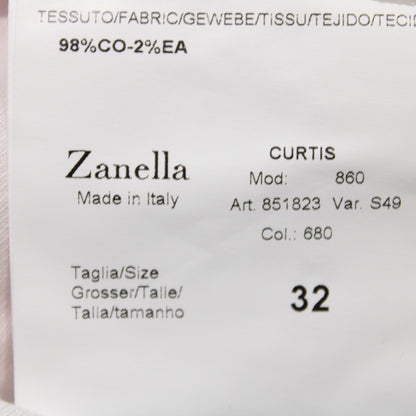 TESSUTO/FABRIC/GEWEBE/TISSU/TEJIDO/TECID
98%CO-2%EA
Zanella
Made in Italy
CURTIS
Mod: 860
Art. 851823 Var. S49
Col.: 680
Taglia/Size
Grosser/Talle/
Talla/tamanho
32